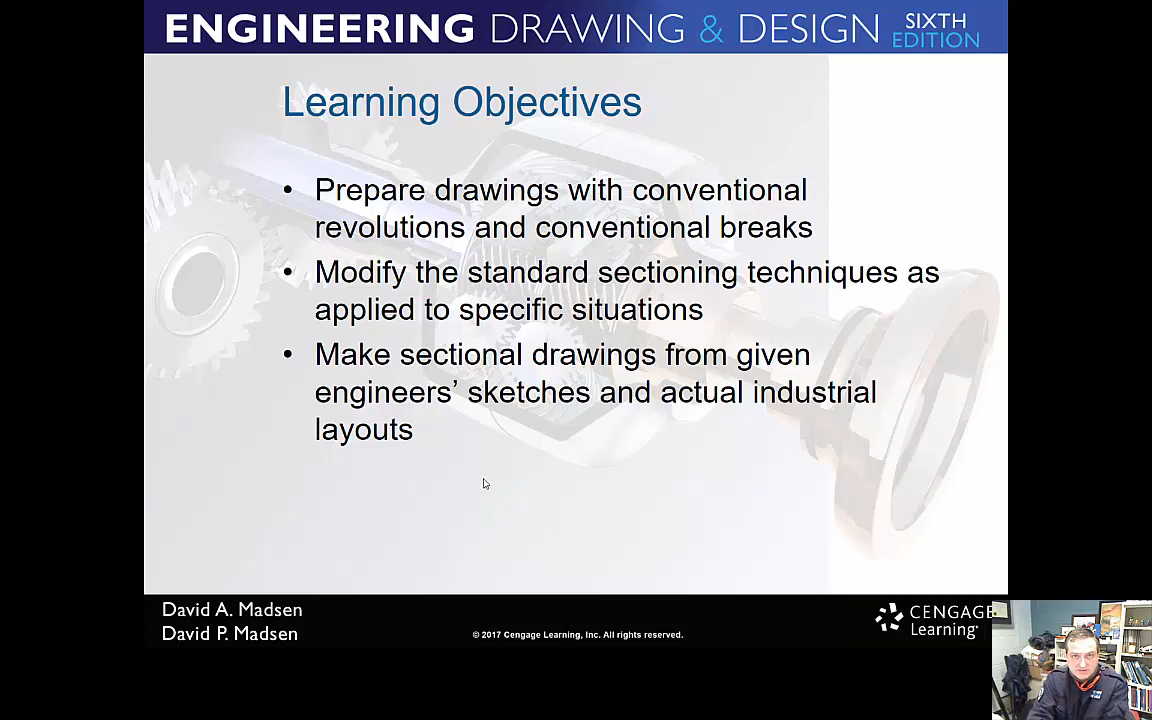 ENGINEERING DRAWING & DESIGN SIXTH EDITION
Learning Objectives
• Prepare drawings with conventional
revolutions and conventional breaks
• Modify the standard sectioning techniques as
applied to specific situations
• Make sectional drawings from given
engineers’ sketches and actual industrial
layouts
David A. Madsen
David P. Madsen
© 2017 Cengage Learning, Inc. All rights reserved.
CENGAGE
Learning